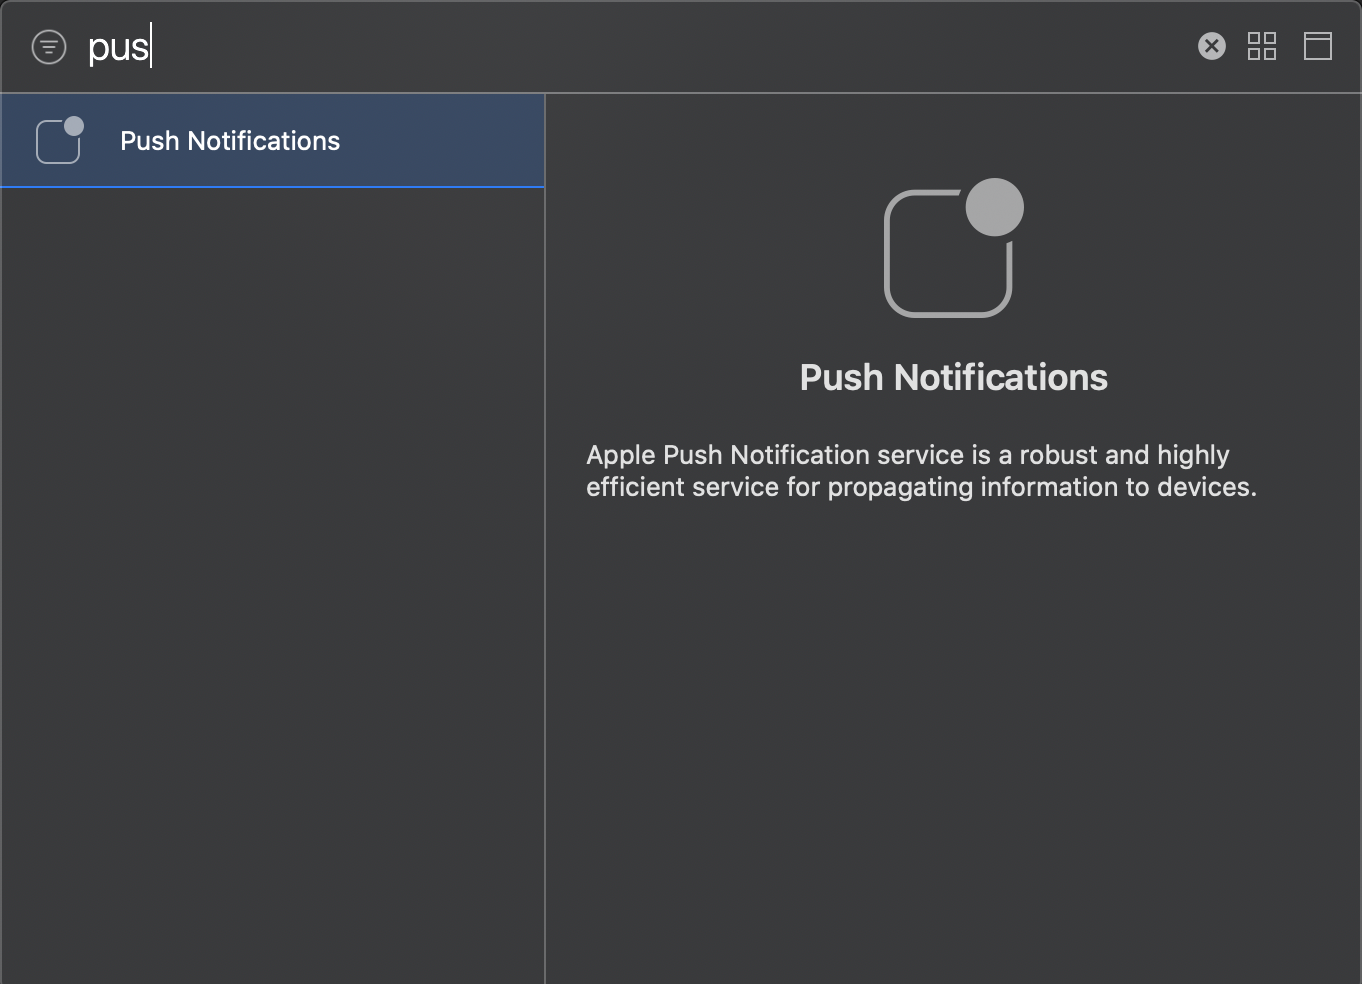 pus
Push Notifications
Push Notifications
Apple Push Notification service is a robust and highly
efficient service for propagating information to devices.